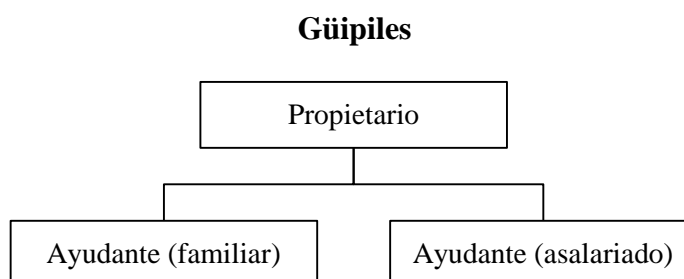 Güipiles
Propietario
Ayudante (familiar)
Ayudante (asalariado)